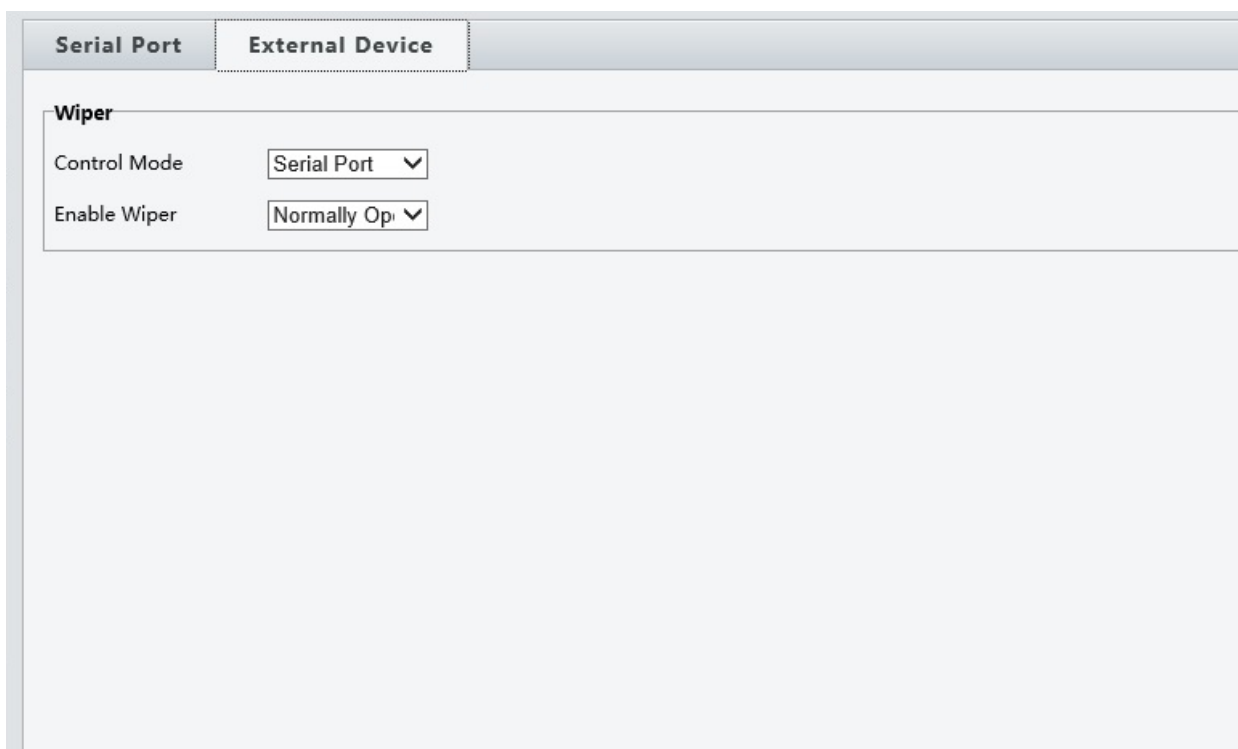 Serial Port External Device
Wiper
Control Mode Serial Port
Enable Wiper Normally Op